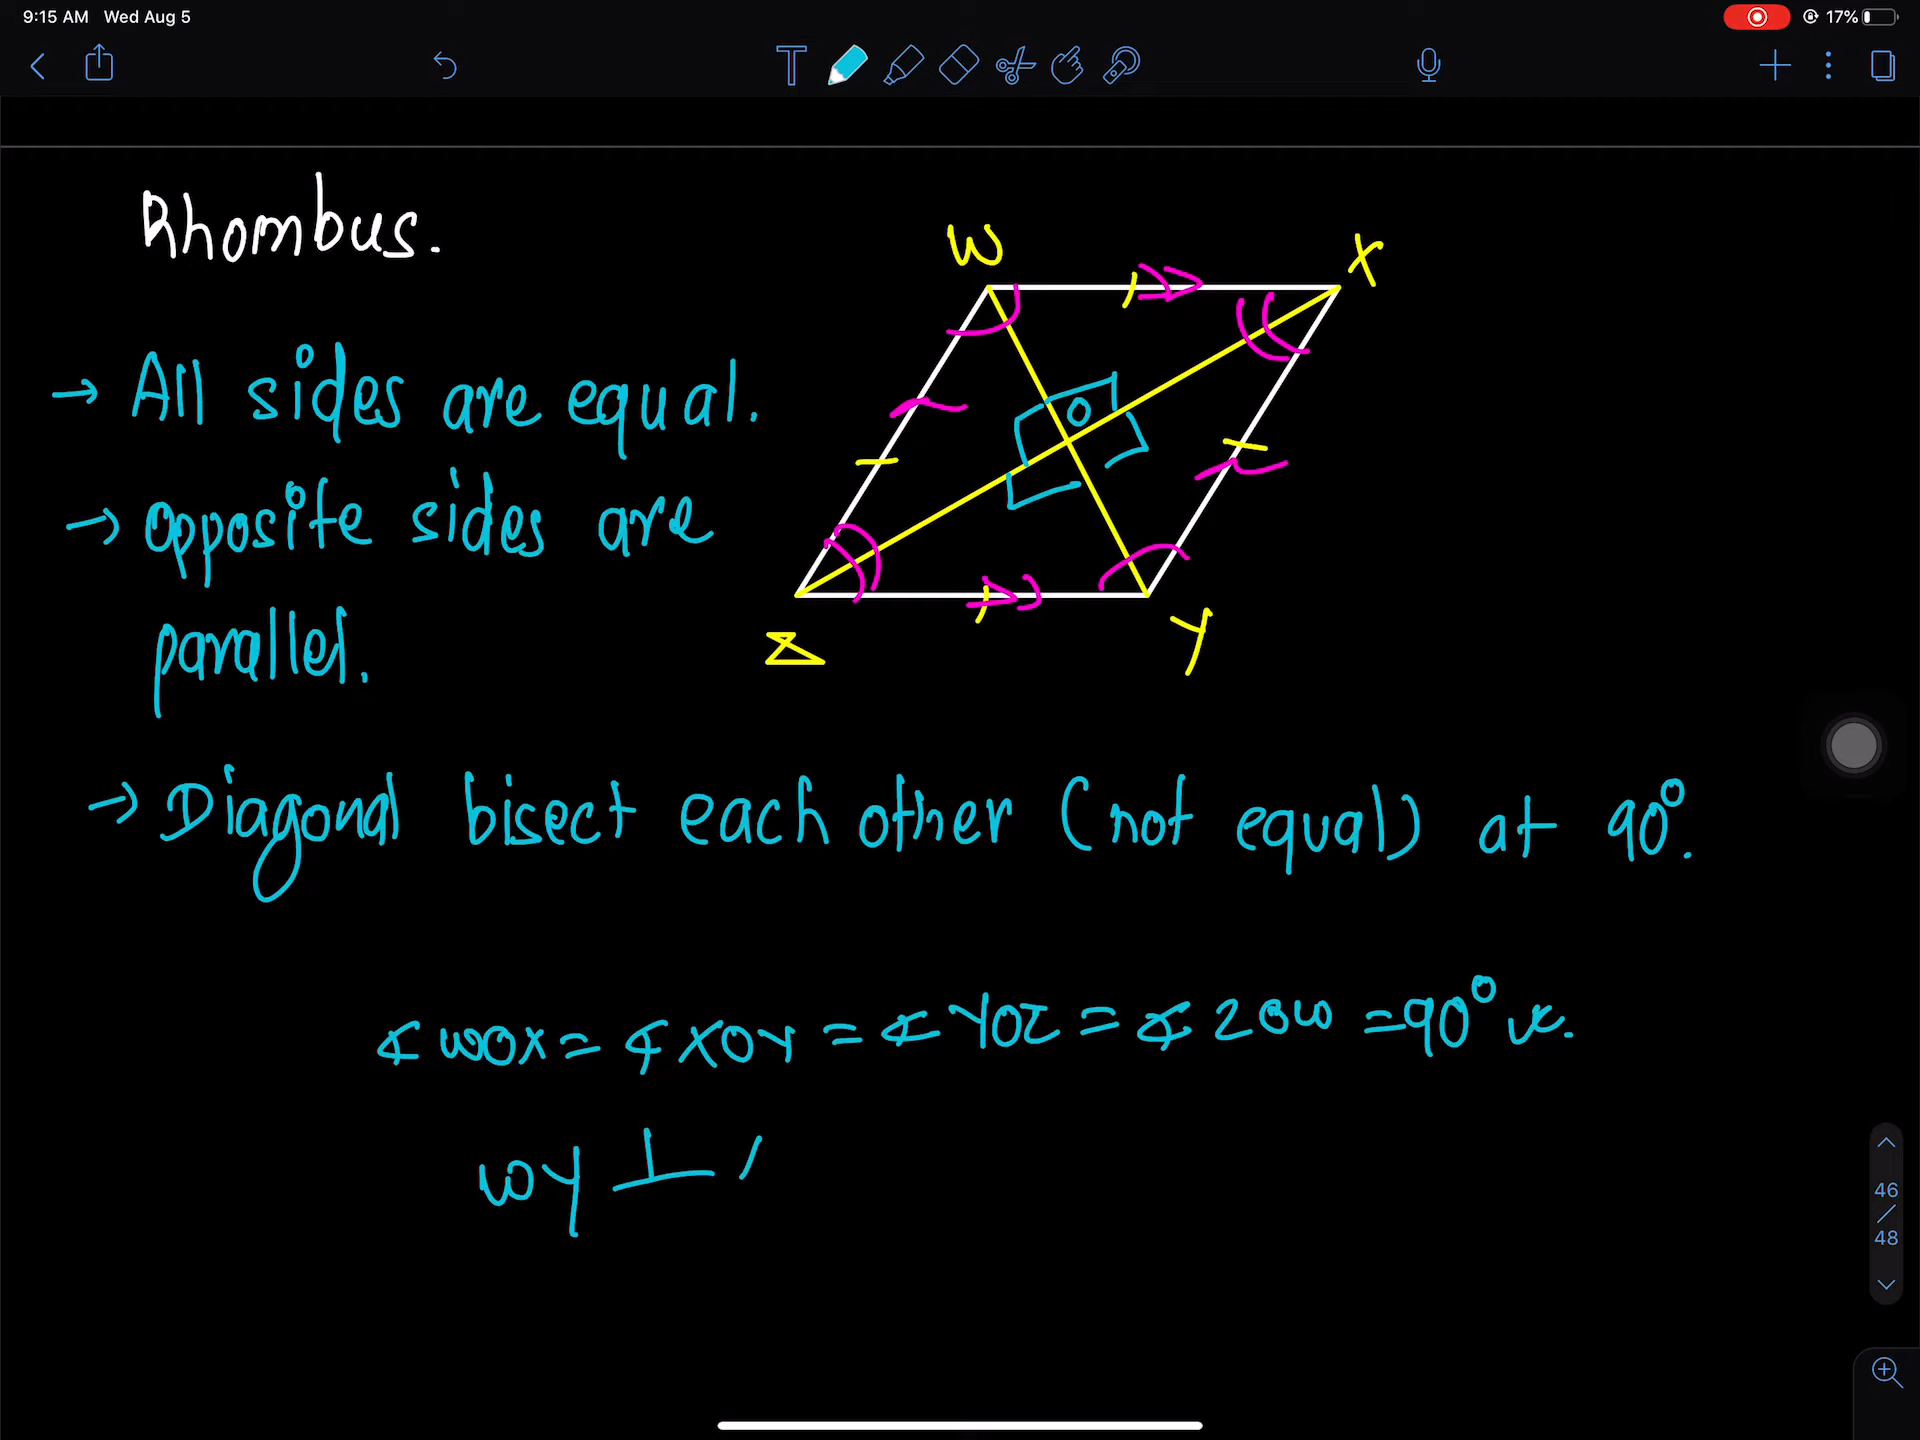 9:15 AM Wed Aug 5
17%
Rhombus.
W
X
→ All sides are equal.
O
→ Opposite sides are
parallel.
Z
Y
→ Diagonal bisect each other (not equal) at 90°.
∢ WOX = ∢ XOY = ∢ YOZ = ∢ ZOW = 90°
WY ⊥
46
/
48